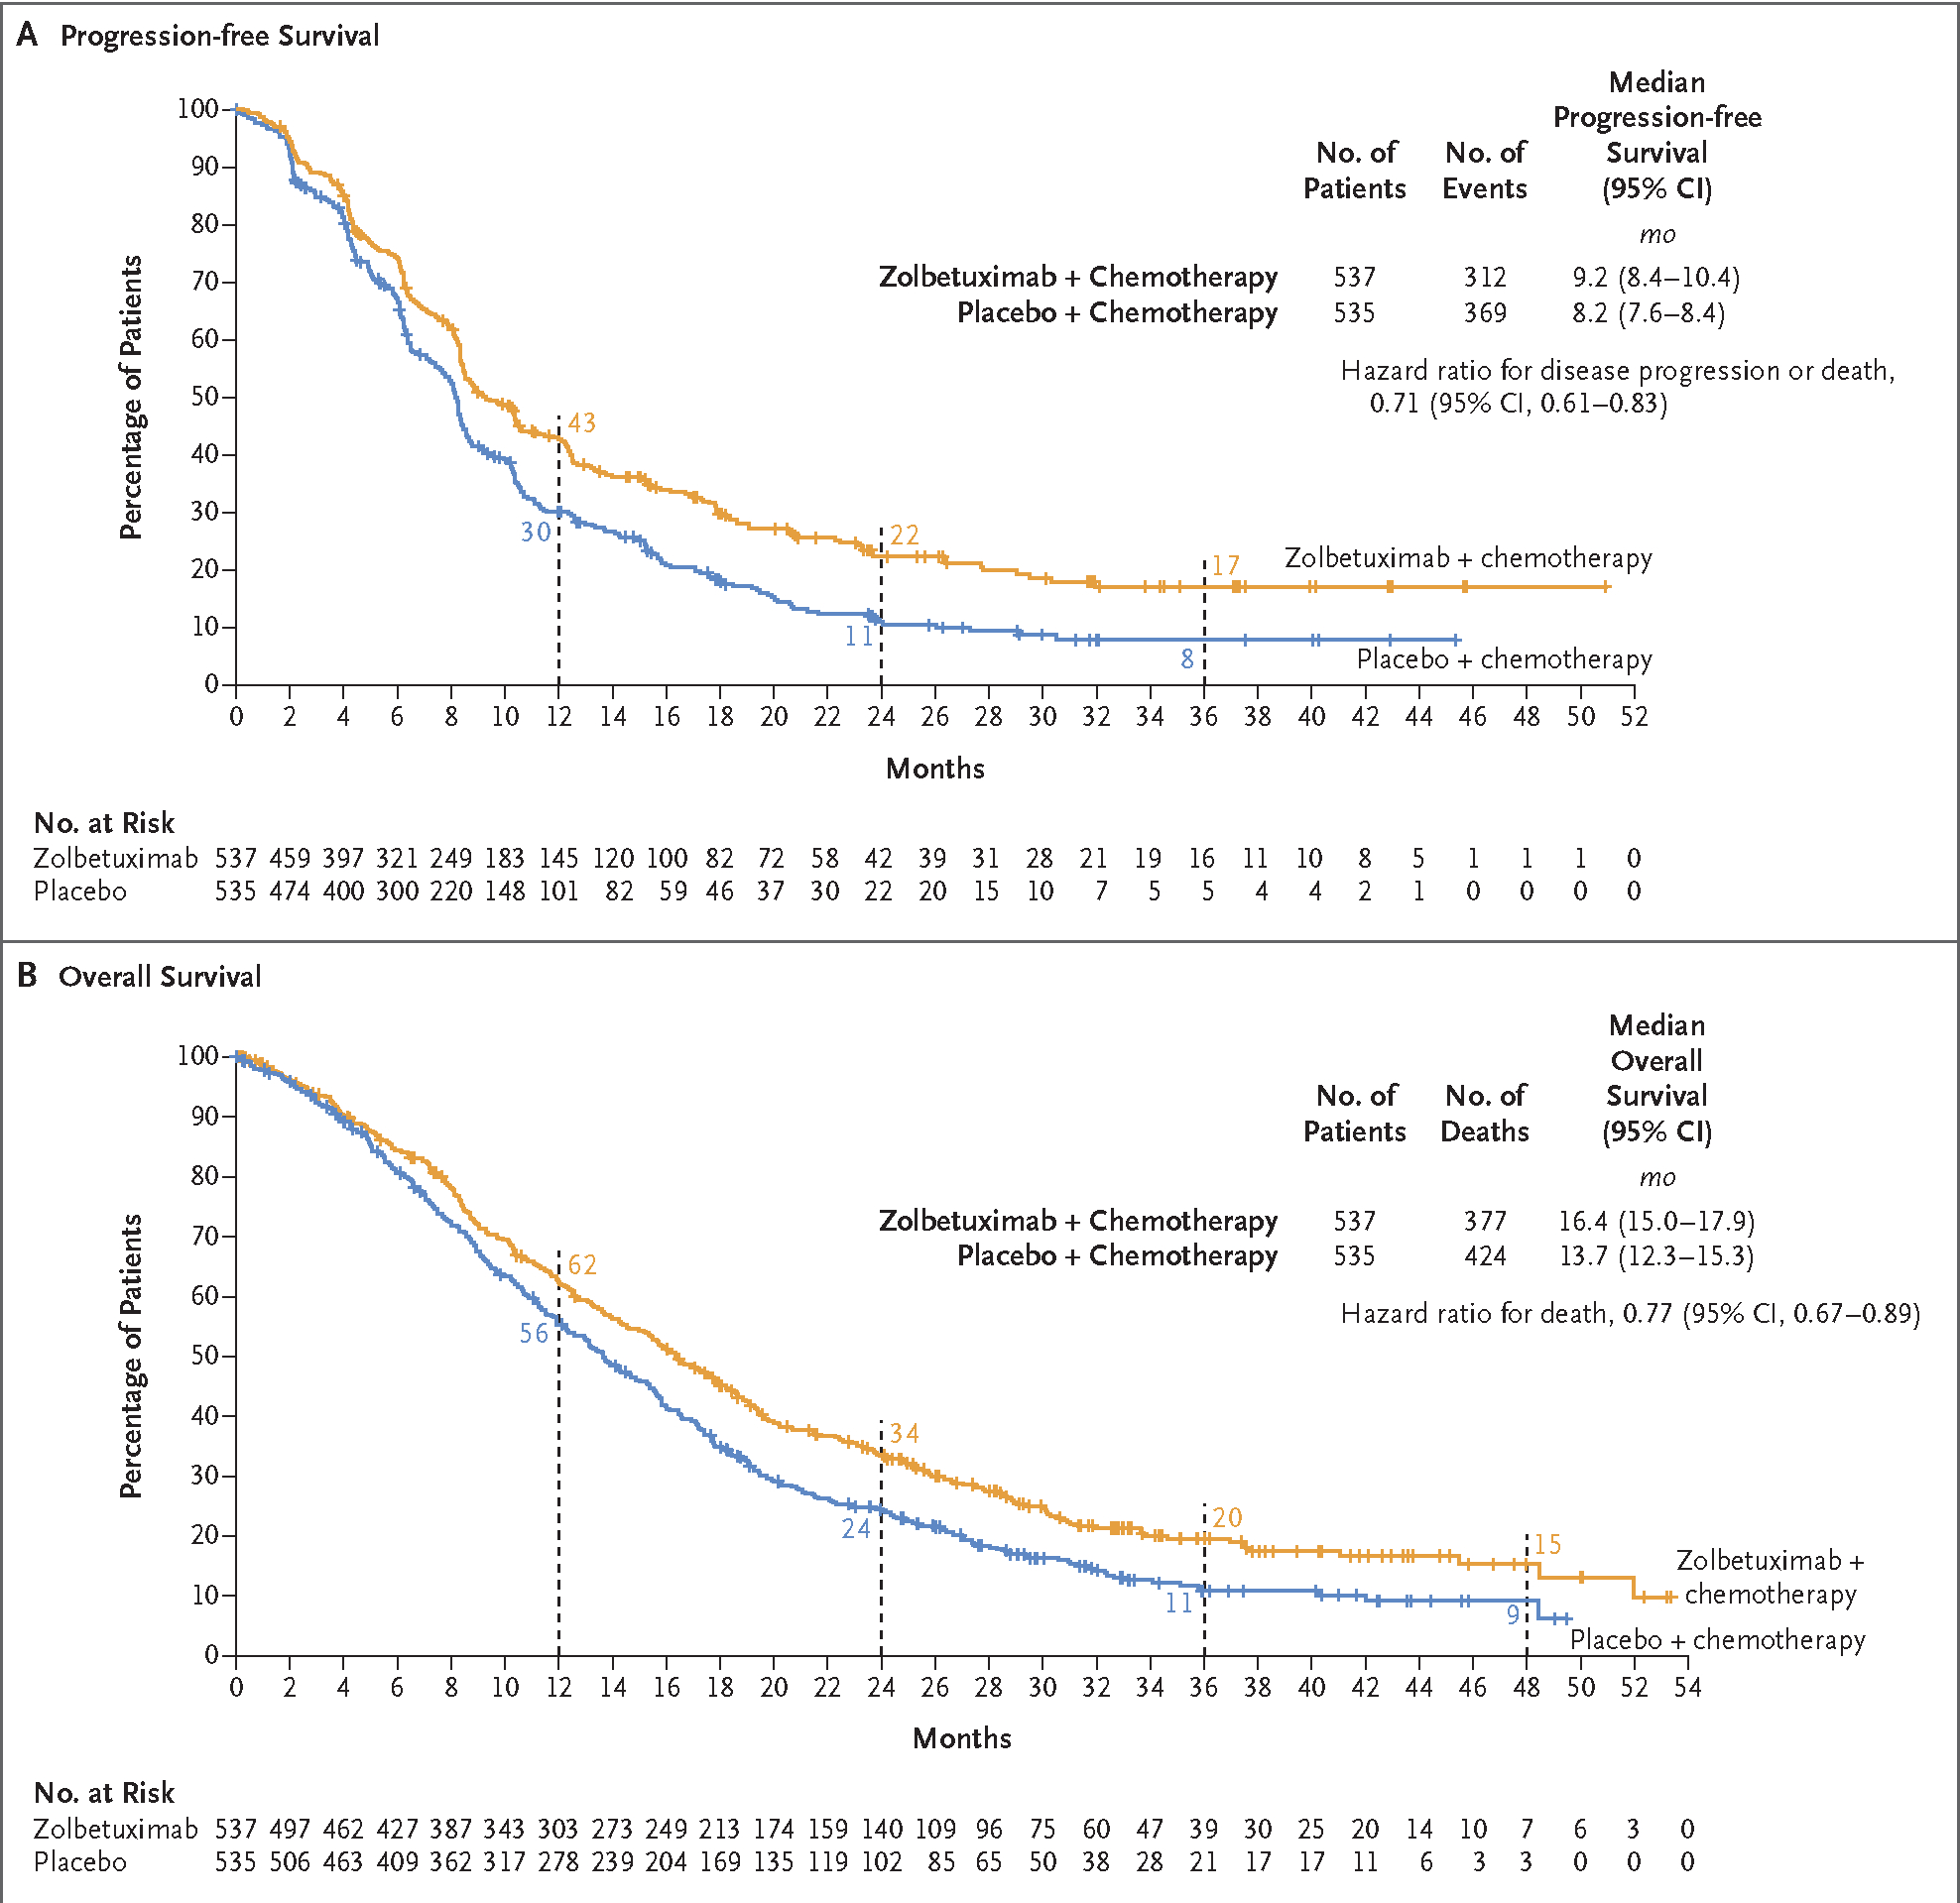 A Progression-free Survival
Median
Progression-free
No. of No. of Survival
Patients Events (95% CI)
mo
Zolbetuximab + Chemotherapy 537 312 9.2 (8.4–10.4)
Placebo + Chemotherapy 535 369 8.2 (7.6–8.4)
Hazard ratio for disease progression or death,
0.71 (95% CI, 0.61–0.83)
Percentage of Patients
100
90
80
70
60
50
40
30
20
10
0
43
30
22
11
17
8
Zolbetuximab + chemotherapy
Placebo + chemotherapy
0 2 4 6 8 10 12 14 16 18 20 22 24 26 28 30 32 34 36 38 40 42 44 46 48 50 52
Months
No. at Risk
Zolbetuximab 537 459 397 321 249 183 145 120 100 82 72 58 42 39 31 28 21 19 16 11 10 8 5 1 1 1 0
Placebo 535 474 400 300 220 148 101 82 59 46 37 30 22 20 15 10 7 5 5 4 4 2 1 0 0 0 0
B Overall Survival
Median
Overall
No. of No. of Survival
Patients Deaths (95% CI)
mo
Zolbetuximab + Chemotherapy 537 377 16.4 (15.0–17.9)
Placebo + Chemotherapy 535 424 13.7 (12.3–15.3)
Hazard ratio for death, 0.77 (95% CI, 0.67–0.89)
Percentage of Patients
100
90
80
70
60
50
40
30
20
10
0
62
56
34
24
20
11
15
9
Zolbetuximab +
chemotherapy
Placebo + chemotherapy
0 2 4 6 8 10 12 14 16 18 20 22 24 26 28 30 32 34 36 38 40 42 44 46 48 50 52 54
Months
No. at Risk
Zolbetuximab 537 497 462 427 387 343 303 273 249 213 174 159 140 109 96 75 60 47 39 30 25 20 14 10 7 6 3 0
Placebo 535 506 463 409 362 317 278 239 204 169 135 119 102 85 65 50 38 28 21 17 17 11 6 3 3 0 0 0